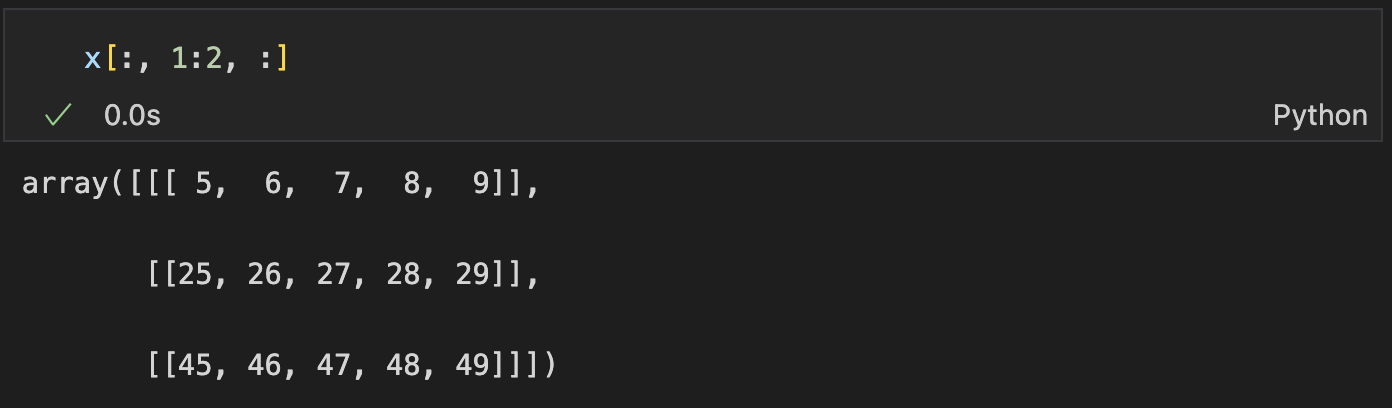 x[:, 1:2, :]
✓ 0.0s Python
array([[[ 5,  6,  7,  8,  9]],
[[25, 26, 27, 28, 29]],
[[45, 46, 47, 48, 49]]])